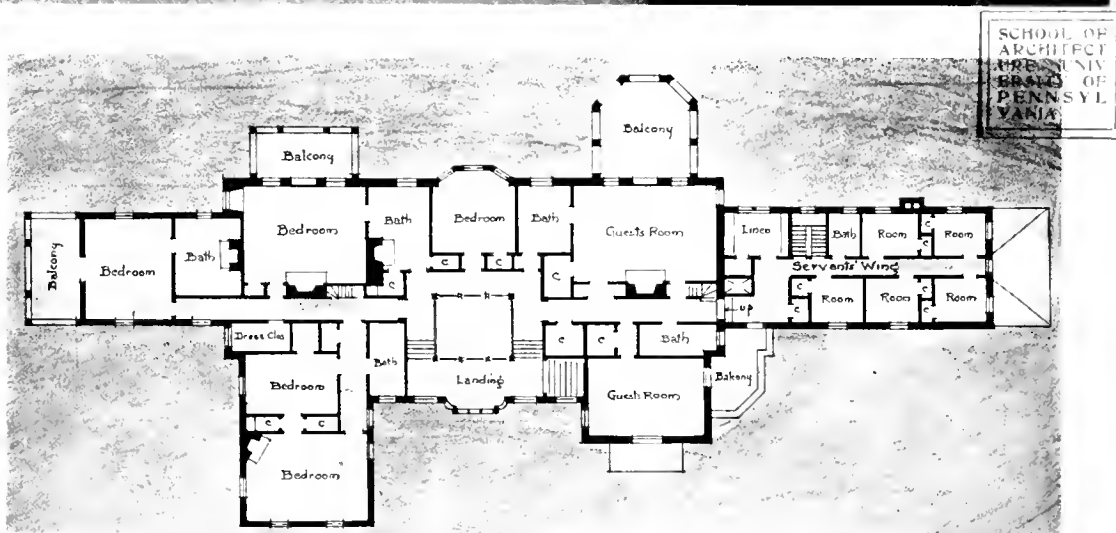 SCHOOL OF
ARCHITECT
URE UNIV
ERSITY OF
PENNSYL
VANIA
Balcony
Balcony
Bath
Bedroom
Bath
Linen
Bath
Room
C
Room
Balcony
Bedroom
Bath
Bedroom
Guests Room
C
Servants' Wing
C
C
C
C
C
C
Room
Room
C
Room
UP
C
Dress Clos
C
C
Bath
Bath
Bedroom
Landing
Guests Room
Balcony
C
C
Bedroom